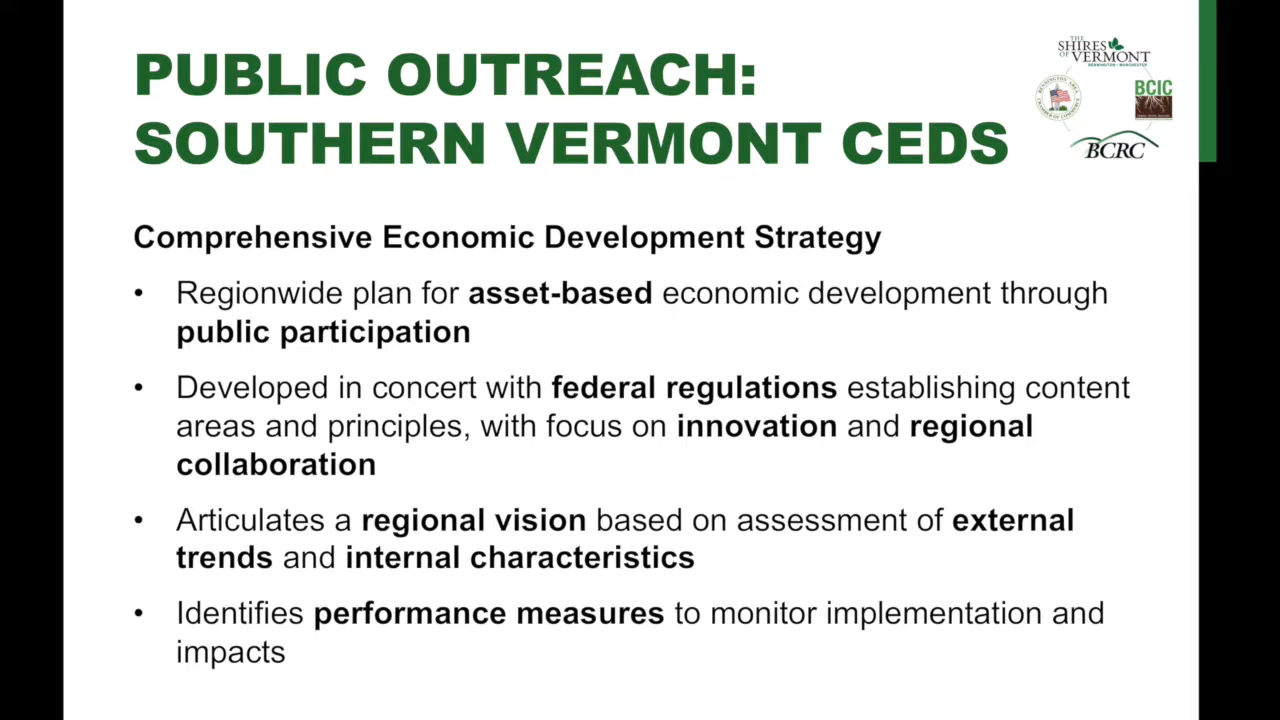 PUBLIC OUTREACH:
SOUTHERN VERMONT CEDS
THE
SHIRES
OF VERMONT
BENNINGTON | MANCHESTER
BCIC
BCRC
Comprehensive Economic Development Strategy
• Regionwide plan for asset-based economic development through
public participation
• Developed in concert with federal regulations establishing content
areas and principles, with focus on innovation and regional
collaboration
• Articulates a regional vision based on assessment of external
trends and internal characteristics
• Identifies performance measures to monitor implementation and
impacts